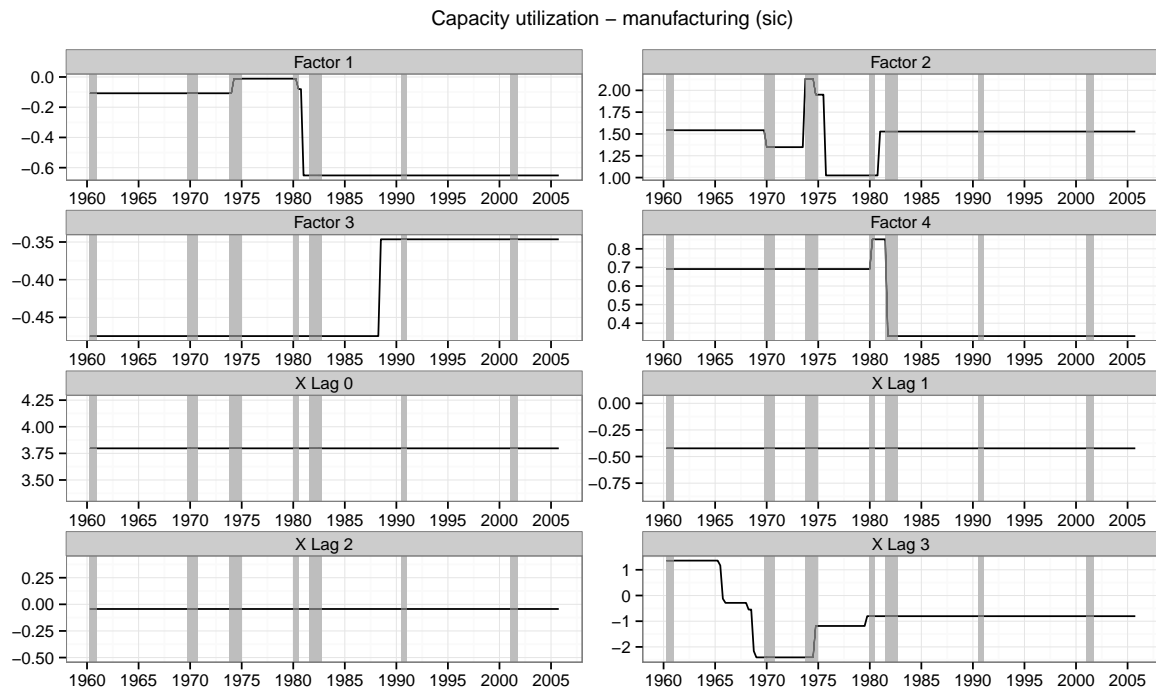 Capacity utilization − manufacturing (sic)
Factor 1
0.0
−0.2
−0.4
−0.6
1960 1965 1970 1975 1980 1985 1990 1995 2000 2005
Factor 2
2.00
1.75
1.50
1.25
1.00
1960 1965 1970 1975 1980 1985 1990 1995 2000 2005
Factor 3
−0.35
−0.40
−0.45
1960 1965 1970 1975 1980 1985 1990 1995 2000 2005
Factor 4
0.8
0.7
0.6
0.5
0.4
1960 1965 1970 1975 1980 1985 1990 1995 2000 2005
X Lag 0
4.25
4.00
3.75
3.50
1960 1965 1970 1975 1980 1985 1990 1995 2000 2005
X Lag 1
0.00
−0.25
−0.50
−0.75
1960 1965 1970 1975 1980 1985 1990 1995 2000 2005
X Lag 2
0.25
0.00
−0.25
−0.50
1960 1965 1970 1975 1980 1985 1990 1995 2000 2005
X Lag 3
1
0
−1
−2
1960 1965 1970 1975 1980 1985 1990 1995 2000 2005